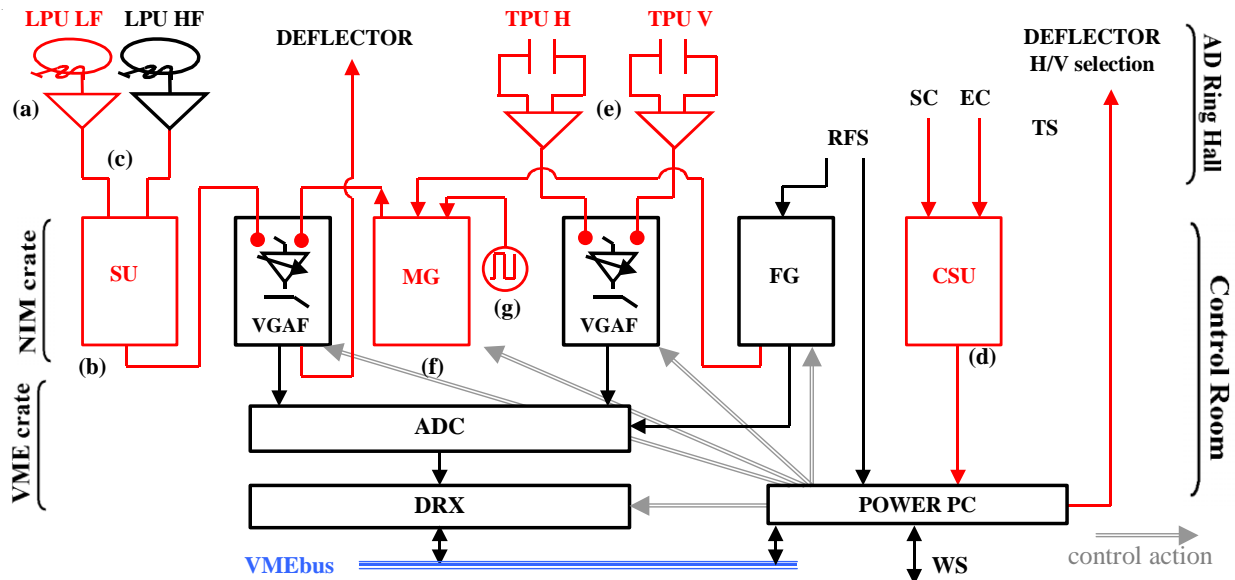 LPU LF
LPU HF
DEFLECTOR
TPU H
TPU V
DEFLECTOR
H/V selection
AD Ring Hall
(a)
(c)
(e)
SC
EC
TS
RFS
SU
MG
FG
CSU
VGAF
(g)
VGAF
NIM crate
(b)
(f)
(d)
Control Room
ADC
VME crate
DRX
POWER PC
VMEbus
WS
control action